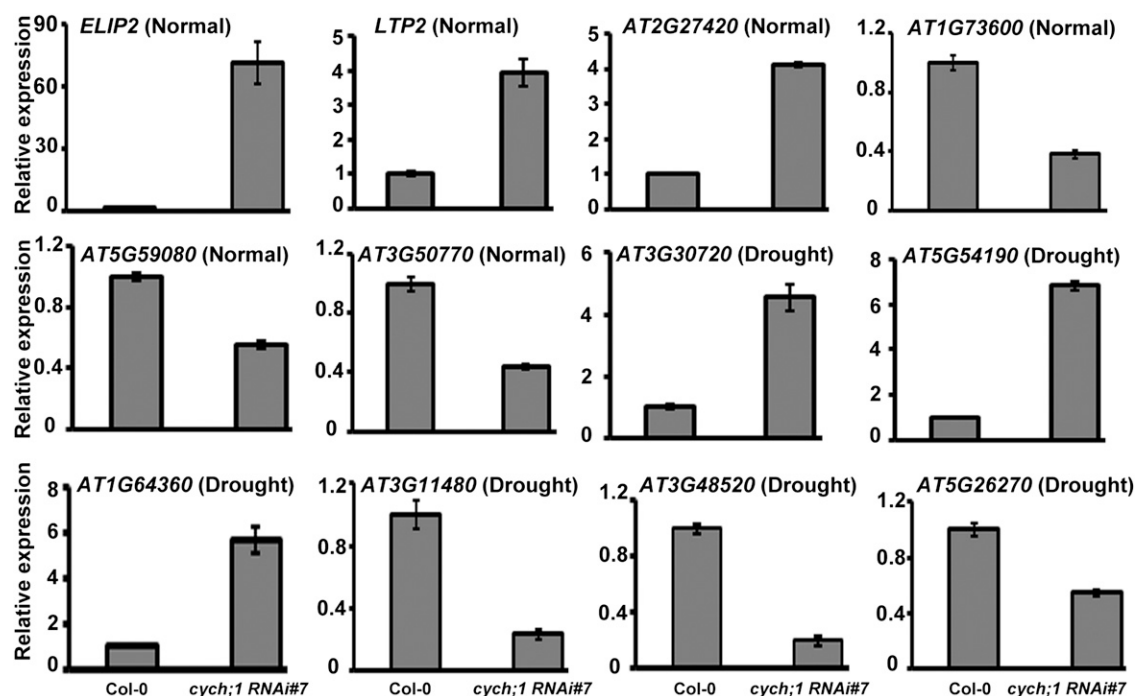 ELIP2 (Normal)
Relative expression
90
60
30
0
LTP2 (Normal)
5
4
3
2
1
0
AT2G27420 (Normal)
5
4
3
2
1
0
AT1G73600 (Normal)
1.2
0.8
0.4
0
AT5G59080 (Normal)
Relative expression
1.2
0.8
0.4
0
AT3G50770 (Normal)
1.2
0.8
0.4
0
AT3G30720 (Drought)
6
4
2
0
AT5G54190 (Drought)
8
6
4
2
0
AT1G64360 (Drought)
Relative expression
8
6
4
2
0
Col-0
cych;1 RNAi#7
AT3G11480 (Drought)
1.2
0.8
0.4
0
Col-0
cych;1 RNAi#7
AT3G48520 (Drought)
1.2
0.8
0.4
0
Col-0
cych;1 RNAi#7
AT5G26270 (Drought)
1.2
0.8
0.4
0
Col-0
cych;1 RNAi#7